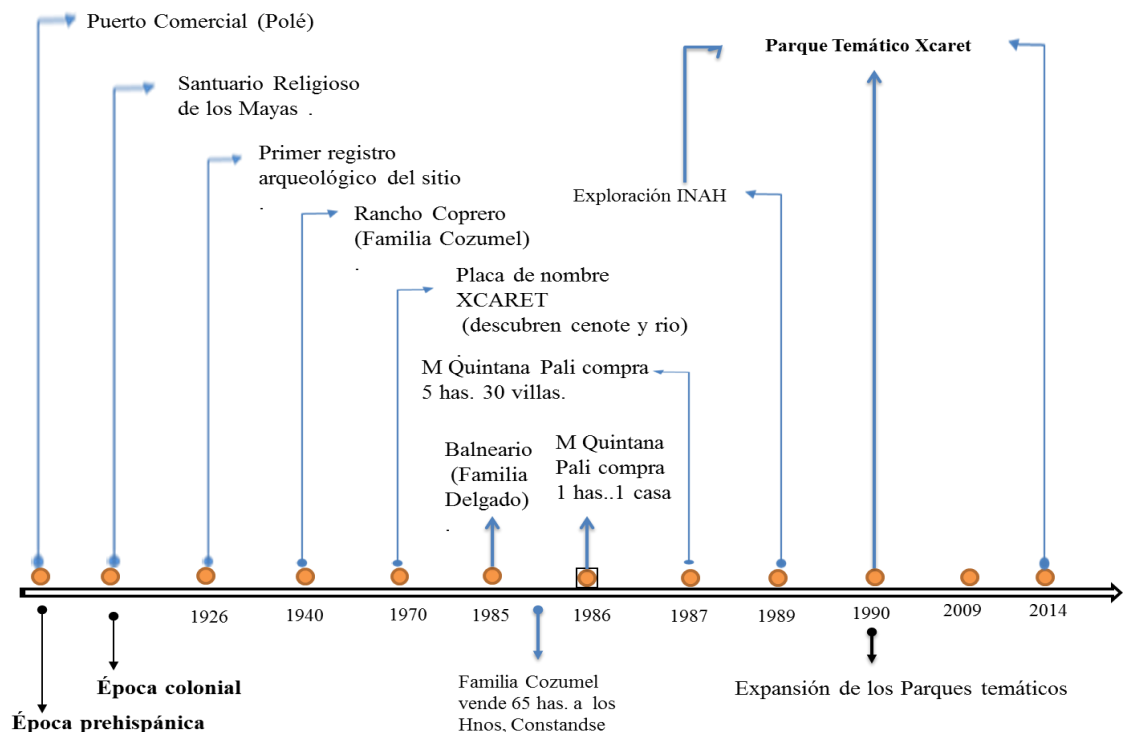 Puerto Comercial (Polé)
Parque Temático Xcaret
Santuario Religioso
de los Mayas .
Primer registro
arqueológico del sitio
.
Exploración INAH
Rancho Coprero
(Familia Cozumel)
.
Placa de nombre
XCARET
(descubren cenote y rio)
.
M Quintana Pali compra
5 has. 30 villas.
Balneario
(Familia
Delgado)
.
M Quintana
Pali compra
1 has..1 casa
1926
1940
1970
1985
1986
1987
1989
1990
2009
2014
Época colonial
Época prehispánica
Familia Cozumel
vende 65 has. a los
Hnos, Constandse
Expansión de los Parques temáticos